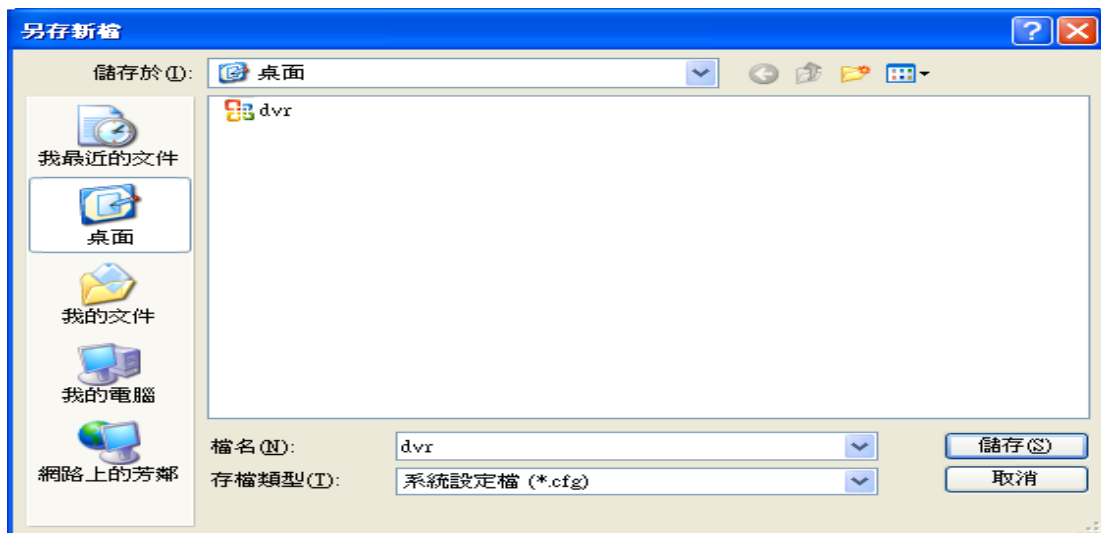 另存新檔
儲存於(I):
桌面
dvr
我最近的文件
桌面
我的文件
我的電腦
網路上的芳鄰
檔名(N):
dvr
儲存(S)
存檔類型(T):
系統設定檔 (*.cfg)
取消